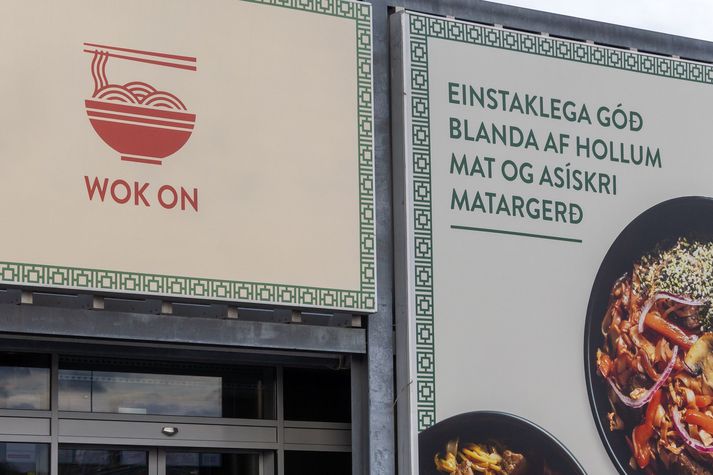 WOK ON
EINSTAKLEGA GÓÐ
BLANDA AF HOLLUM
MAT OG ASÍSKRI
MATARGERÐ